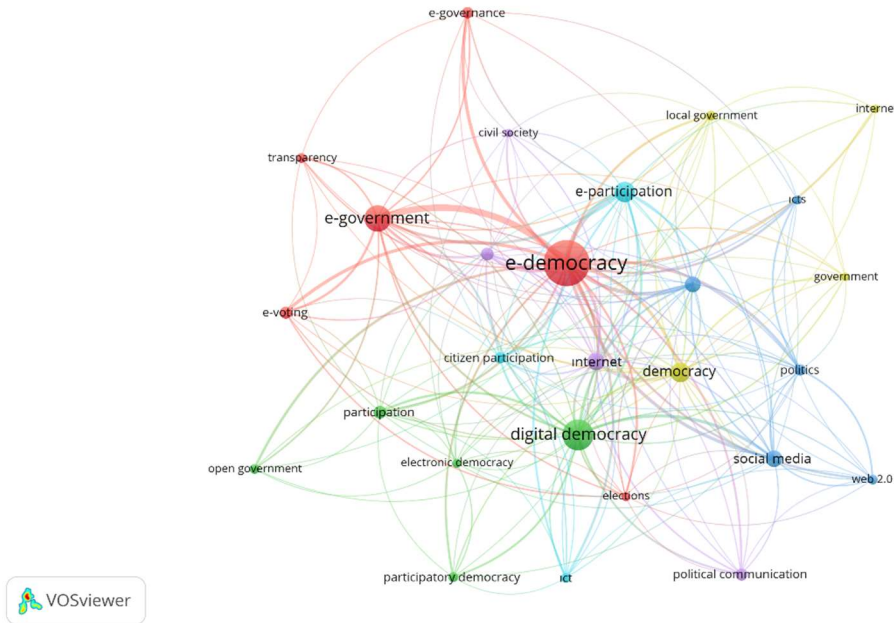 e-governance
interne
local government
civil society
transparency
e-participation
icts
e-government
e-democracy
government
e-voting
citizen participation
internet
democracy
politics
participation
digital democracy
open government
electronic democracy
social media
web 2.0
elections
participatory democracy
ict
political communication
VOSviewer